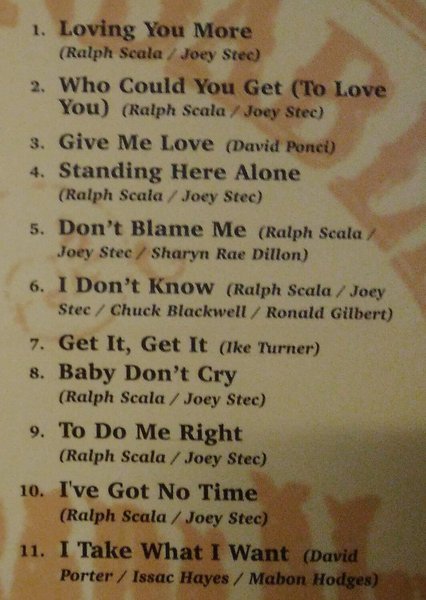 1. Loving You More
(Ralph Scala / Joey Stec)
2. Who Could You Get (To Love
You) (Ralph Scala / Joey Stec)
3. Give Me Love (David Ponci)
4. Standing Here Alone
(Ralph Scala / Joey Stec)
5. Don't Blame Me (Ralph Scala /
Joey Stec / Sharyn Rae Dillon)
6. I Don't Know (Ralph Scala / Joey
Stec / Chuck Blackwell / Ronald Gilbert)
7. Get It, Get It (Ike Turner)
8. Baby Don't Cry
(Ralph Scala / Joey Stec)
9. To Do Me Right
(Ralph Scala / Joey Stec)
10. I've Got No Time
(Ralph Scala / Joey Stec)
11. I Take What I Want (David
Porter / Issac Hayes / Mabon Hodges)